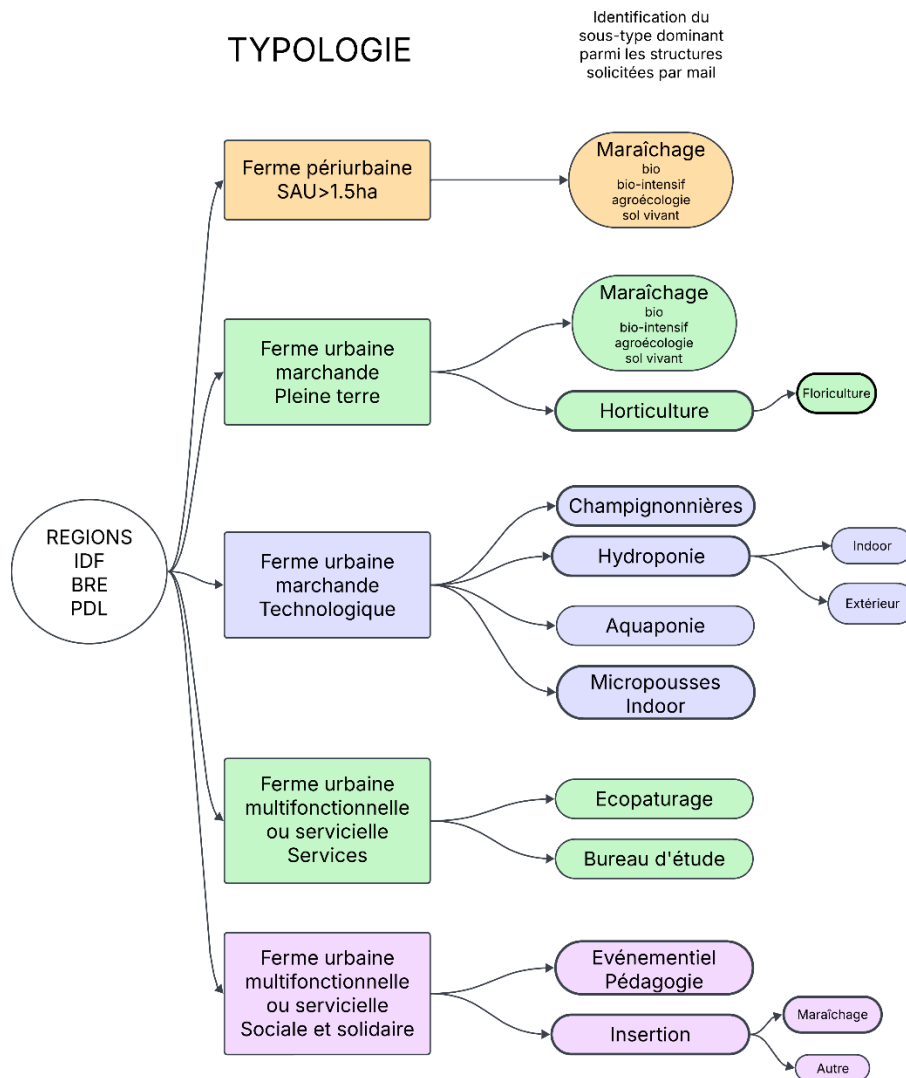 TYPOLOGIE
Identification du
sous-type dominant
parmi les structures
solicitées par mail
REGIONS
IDF
BRE
PDL
Ferme périurbaine
SAU>1.5ha
Maraîchage
bio
bio-intensif
agroécologie
sol vivant
Ferme urbaine
marchande
Pleine terre
Maraîchage
bio
bio-intensif
agroécologie
sol vivant
Horticulture
Floriculture
Ferme urbaine
marchande
Technologique
Champignonnières
Hydroponie
Indoor
Extérieur
Aquaponie
Micropousses
Indoor
Ferme urbaine
multifonctionnelle
ou servicielle
Services
Ecopaturage
Bureau d'étude
Ferme urbaine
multifonctionnelle
ou servicielle
Sociale et solidaire
Evénementiel
Pédagogie
Insertion
Maraîchage
Autre